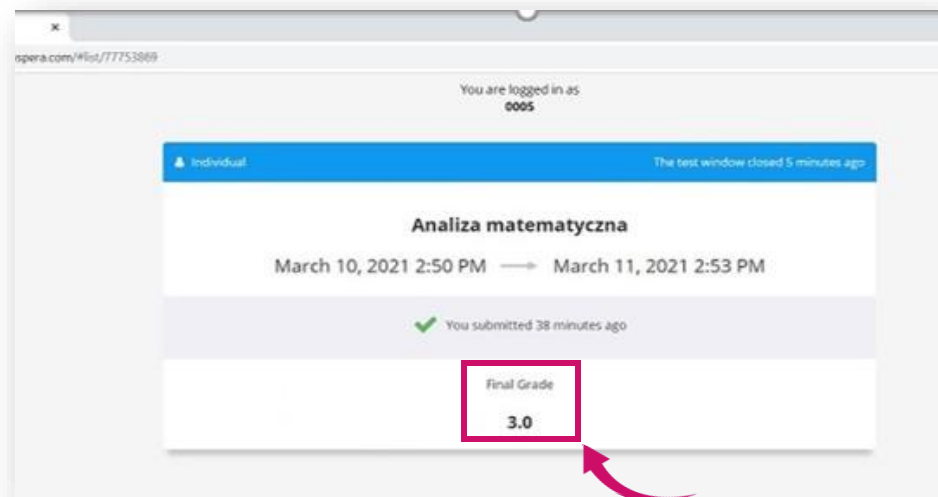 spera.com/#list/77753869
You are logged in as
0005
Individual
The test window closed 5 minutes ago
Analiza matematyczna
March 10, 2021 2:50 PM → March 11, 2021 2:53 PM
You submitted 38 minutes ago
Final Grade
3.0